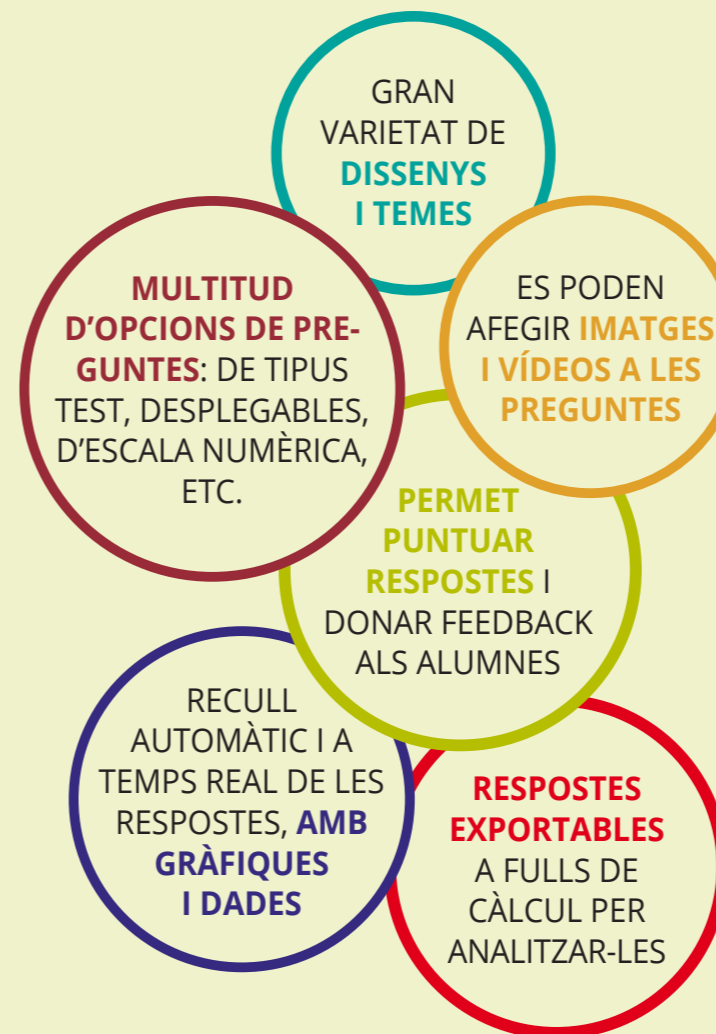 GRAN
VARIETAT DE
DISSENYS
I TEMES
MULTITUD
D’OPCIONS DE PRE-
GUNTES: DE TIPUS
TEST, DESPLEGABLES,
D’ESCALA NUMÈRICA,
ETC.
ES PODEN
AFEGIR IMATGES
I VÍDEOS A LES
PREGUNTES
PERMET
PUNTUAR
RESPOSTES I
DONAR FEEDBACK
ALS ALUMNES
RECULL
AUTOMÀTIC I A
TEMPS REAL DE LES
RESPOSTES, AMB
GRÀFIQUES
I DADES
RESPOSTES
EXPORTABLES
A FULLS DE
CÀLCUL PER
ANALITZAR-LES